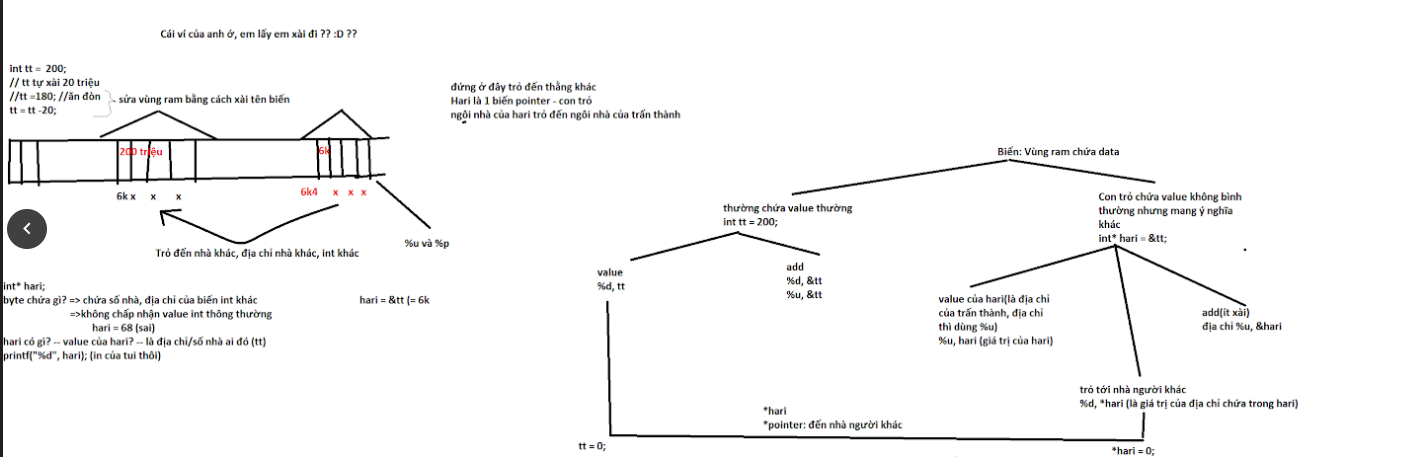 Cái ví của anh ớ, em lấy em xài đi ?? :D ??
int tt = 200;
// tt tự xài 20 triệu
//tt =180; //ăn đòn
tt = tt -20;
sửa vùng ram bằng cách xài tên biến
200 triệu
6k
6k x x x
6k4 x x x
Trỏ đến nhà khác, địa chỉ nhà khác, int khác
%u và %p
int* hari;
byte chứa gì? => chứa số nhà, địa chỉ của biến int khác
=>không chấp nhận value int thông thường
hari = 68 (sai)
hari có gì? -- value của hari? -- là địa chỉ/số nhà ai đó (tt)
printf("%d", hari); (in của tui thôi)
hari = &tt (= 6k
đứng ở đây trỏ đến thằng khác
Hari là 1 biến pointer - con trỏ
ngôi nhà của hari trỏ đến ngôi nhà của trấn thành
Biến: Vùng ram chứa data
thường chứa value thường
int tt = 200;
value
%d, tt
add
%d, &tt
%u, &tt
Con trỏ chứa value không bình
thường nhưng mang ý nghĩa
khác
int* hari = &tt;
value của hari(là địa chỉ
của trấn thành, địa chỉ
thì dùng %u)
%u, hari (giá trị của hari)
add(ít xài)
địa chỉ %u, &hari
trỏ tới nhà người khác
%d, *hari (là giá trị của địa chỉ chứa trong hari)
*hari
*pointer: đến nhà người khác
tt = 0;
*hari = 0;